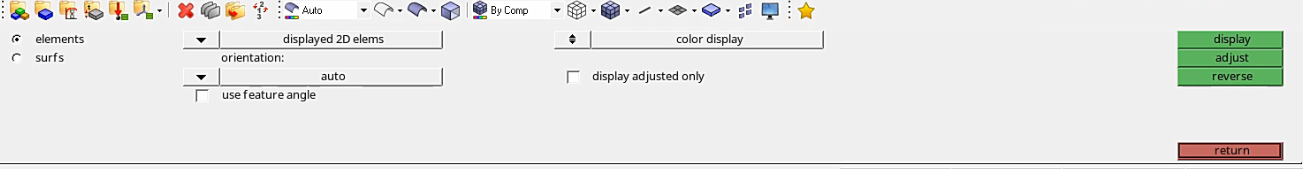 Auto By Comp
elements displayed 2D elems color display display
surfs orientation: adjust
auto display adjusted only reverse
use feature angle
return